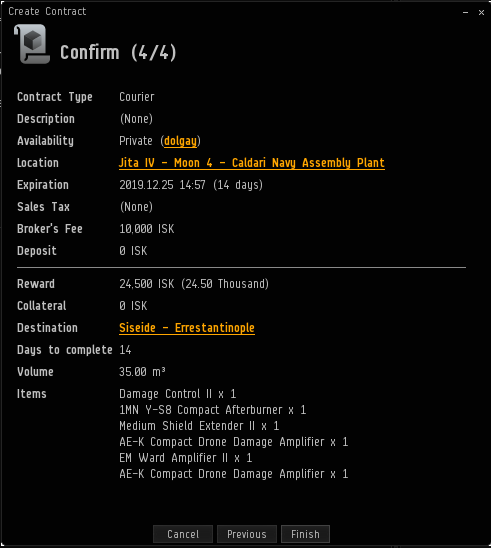 Create Contract
Confirm (4/4)
Contract Type Courier
Description (None)
Availability Private (dolgay)
Location Jita IV - Moon 4 - Caldari Navy Assembly Plant
Expiration 2019.12.25 14:57 (14 days)
Sales Tax (None)
Broker's Fee 10,000 ISK
Deposit 0 ISK
Reward 24,500 ISK (24.50 Thousand)
Collateral 0 ISK
Destination Siseide - Errestantinople
Days to complete 14
Volume 35.00 m³
Items Damage Control II x 1
1MN Y-S8 Compact Afterburner x 1
Medium Shield Extender II x 1
AE-K Compact Drone Damage Amplifier x 1
EM Ward Amplifier II x 1
AE-K Compact Drone Damage Amplifier x 1
Cancel Previous Finish